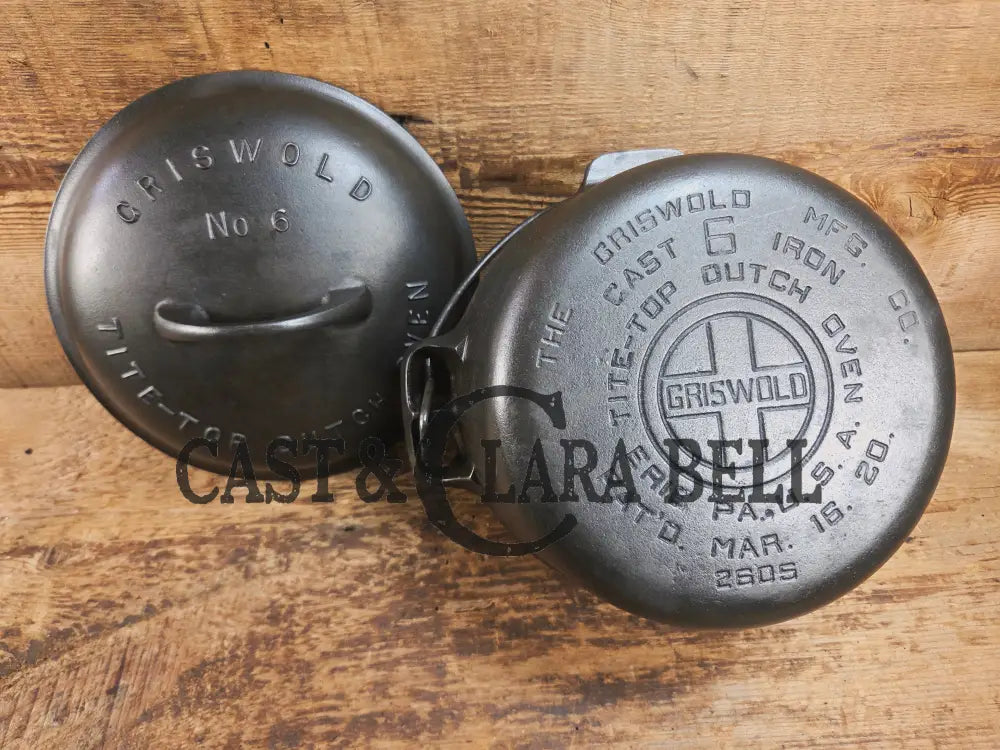 GRISWOLD
No 6
TITE-TOP DUTCH OVEN
THE GRISWOLD MFG. CO.
CAST 6 IRON
TITE-TOP DUTCH OVEN
GRISWOLD
ERIE PA., U.S.A.
PAT'D. MAR. 16. 20.
2605
CAST & CLARA BELL